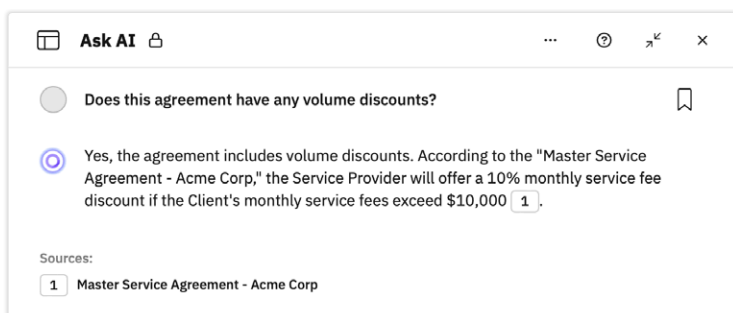 Ask AI
Does this agreement have any volume discounts?
Yes, the agreement includes volume discounts. According to the "Master Service
Agreement - Acme Corp," the Service Provider will offer a 10% monthly service fee
discount if the Client's monthly service fees exceed $10,000 1.
Sources:
1 Master Service Agreement - Acme Corp